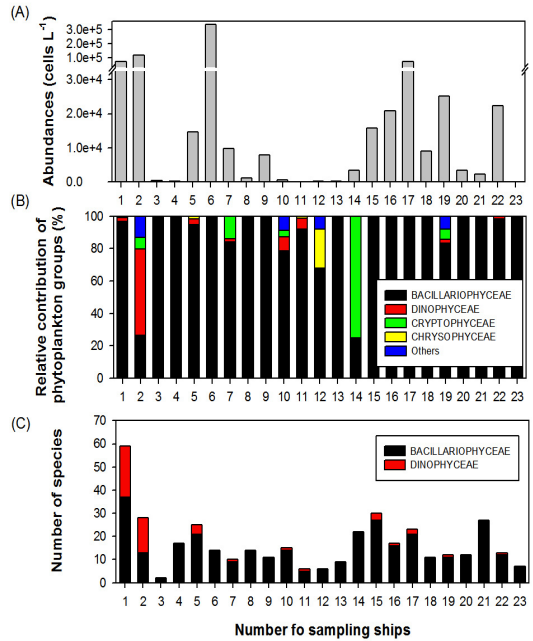 (A)
Abundances (cells L-1)
3.0e+5
2.0e+5
1.0e+5
3.0e+4
2.0e+4
1.0e+4
0.0
1 2 3 4 5 6 7 8 9 10 11 12 13 14 15 16 17 18 19 20 21 22 23
(B)
Relative contribution of
phytoplankton groups (%)
100
80
60
40
20
0
BACILLARIOPHYCEAE
DINOPHYCEAE
CRYPTOPHYCEAE
CHRYSOPHYCEAE
Others
1 2 3 4 5 6 7 8 9 10 11 12 13 14 15 16 17 18 19 20 21 22 23
(C)
Number of species
70
60
50
40
30
20
10
0
BACILLARIOPHYCEAE
DINOPHYCEAE
1 2 3 4 5 6 7 8 9 10 11 12 13 14 15 16 17 18 19 20 21 22 23
Number fo sampling ships